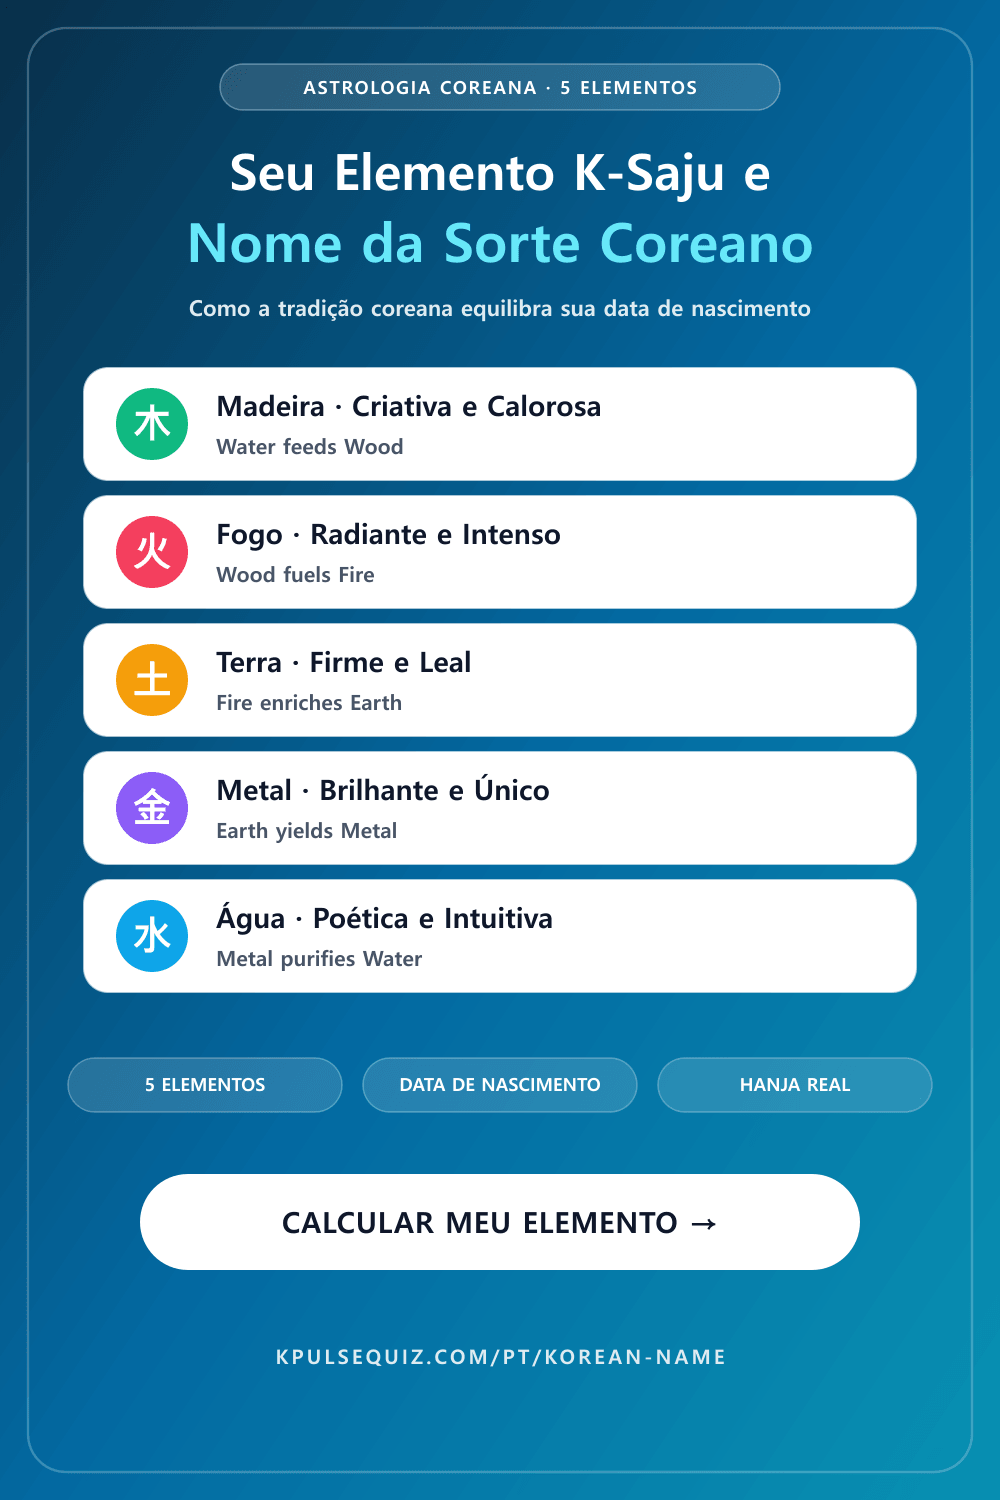 ASTROLOGIA COREANA · 5 ELEMENTOS
Seu Elemento K-Saju e
Nome da Sorte Coreano
Como a tradição coreana equilibra sua data de nascimento
木
Madeira · Criativa e Calorosa
Water feeds Wood
火
Fogo · Radiante e Intenso
Wood fuels Fire
土
Terra · Firme e Leal
Fire enriches Earth
金
Metal · Brilhante e Único
Earth yields Metal
水
Água · Poética e Intuitiva
Metal purifies Water
5 ELEMENTOS
DATA DE NASCIMENTO
HANJA REAL
CALCULAR MEU ELEMENTO →
KPULSEQUIZ.COM/PT/KOREAN-NAME